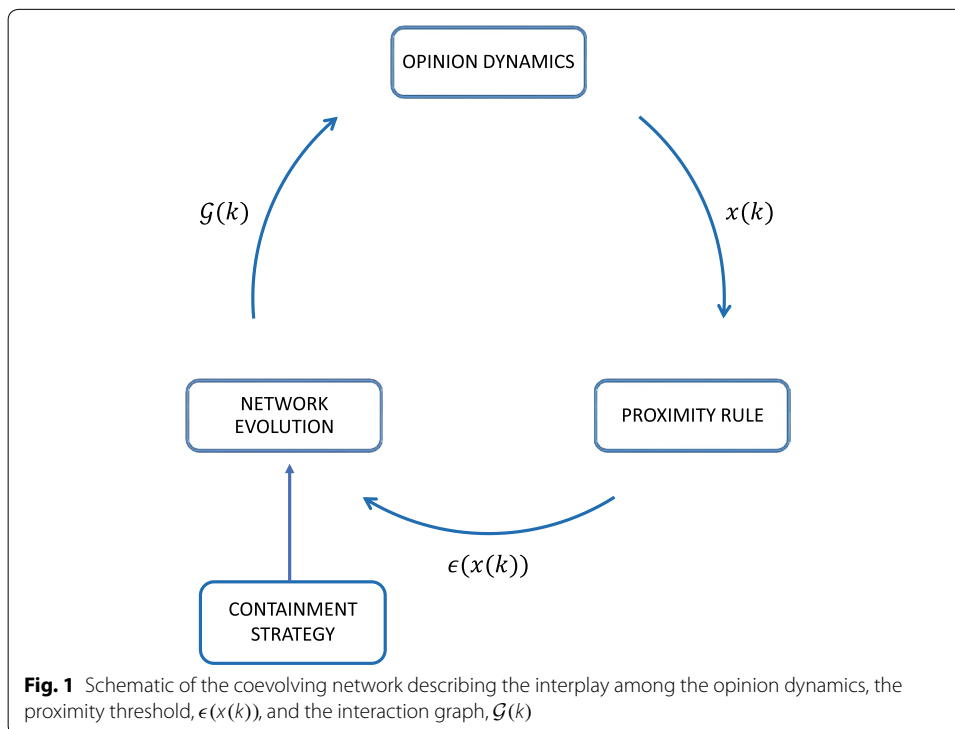 OPINION DYNAMICS
𝒢(k)
x(k)
NETWORK
EVOLUTION
PROXIMITY RULE
ϵ(x(k))
CONTAINMENT
STRATEGY
Fig. 1 Schematic of the coevolving network describing the interplay among the opinion dynamics, the
proximity threshold, ϵ(x(k)), and the interaction graph, 𝒢(k)